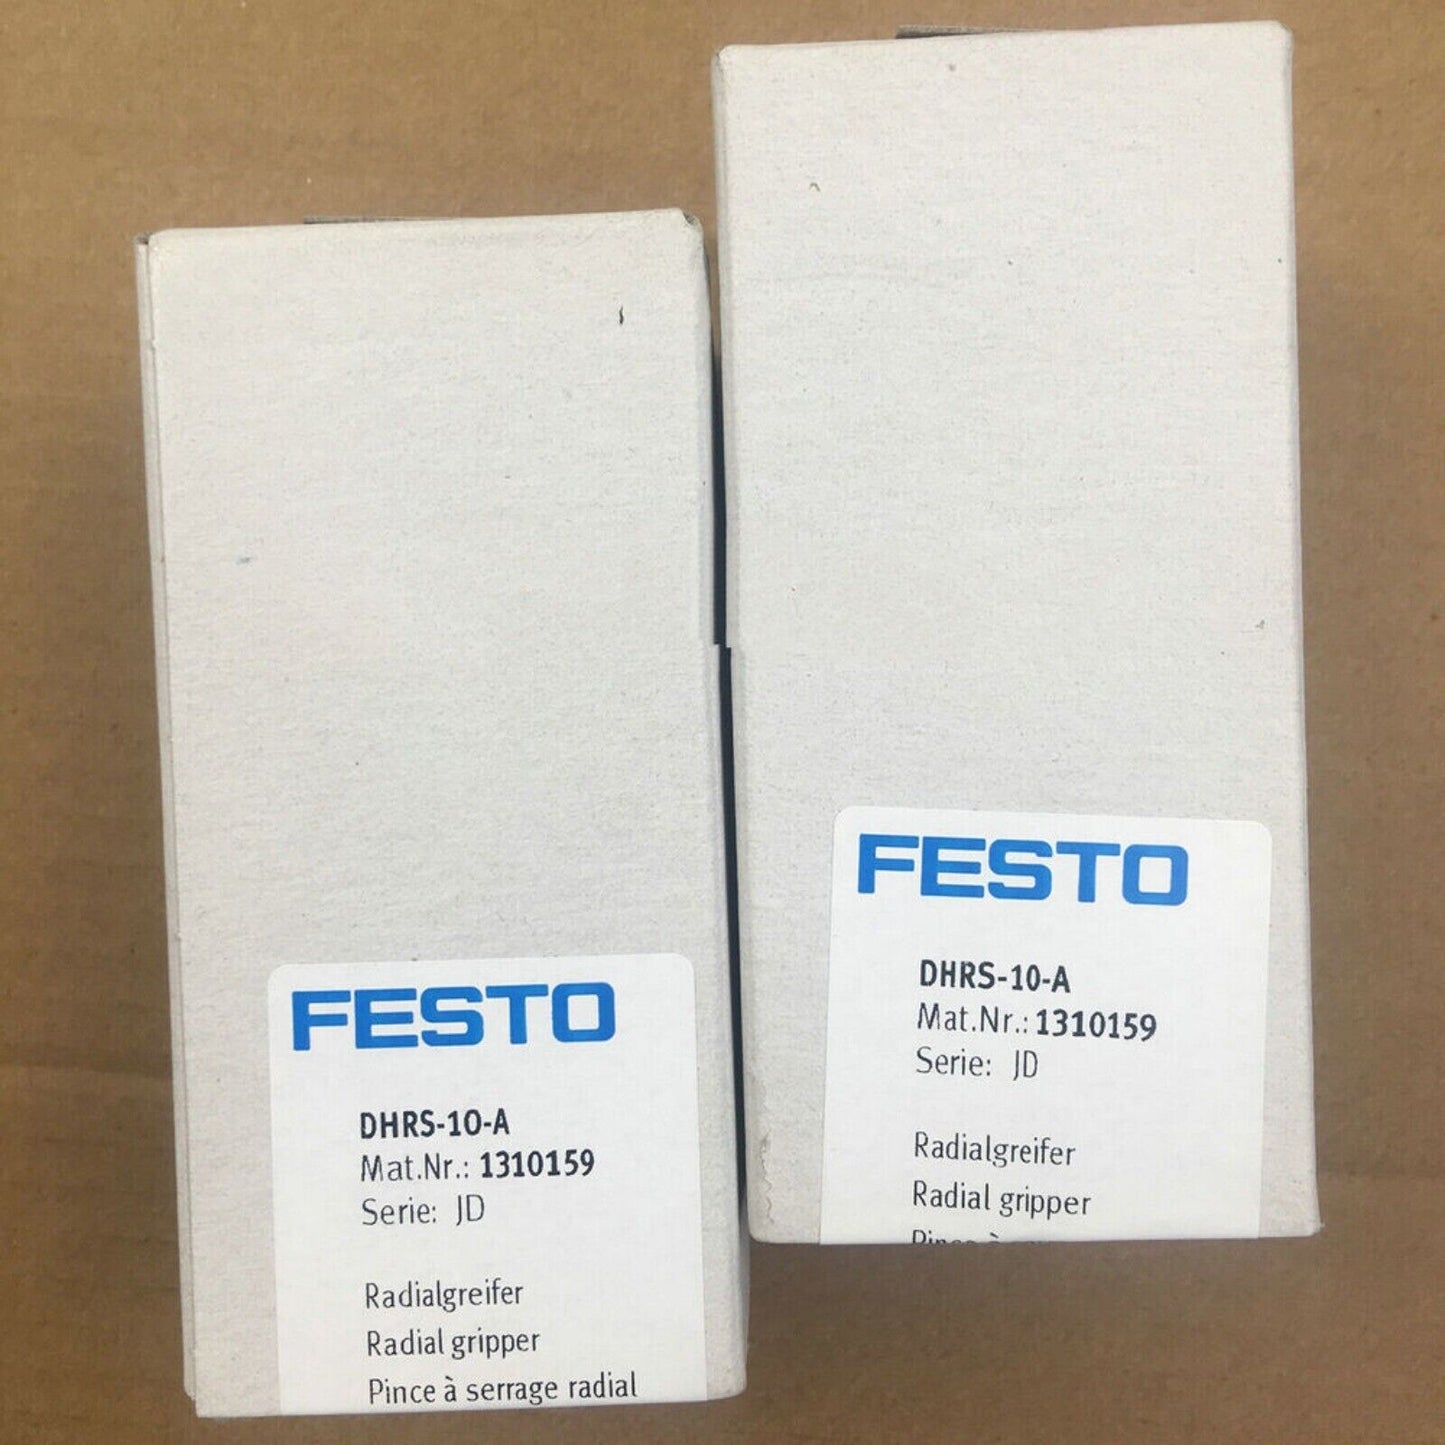 FESTO
DHRS-10-A
Mat.Nr.: 1310159
Serie: JD
Radialgreifer
Radial gripper
Pince à serrage radial
FESTO
DHRS-10-A
Mat.Nr.: 1310159
Serie: JD
Radialgreifer
Radial gripper